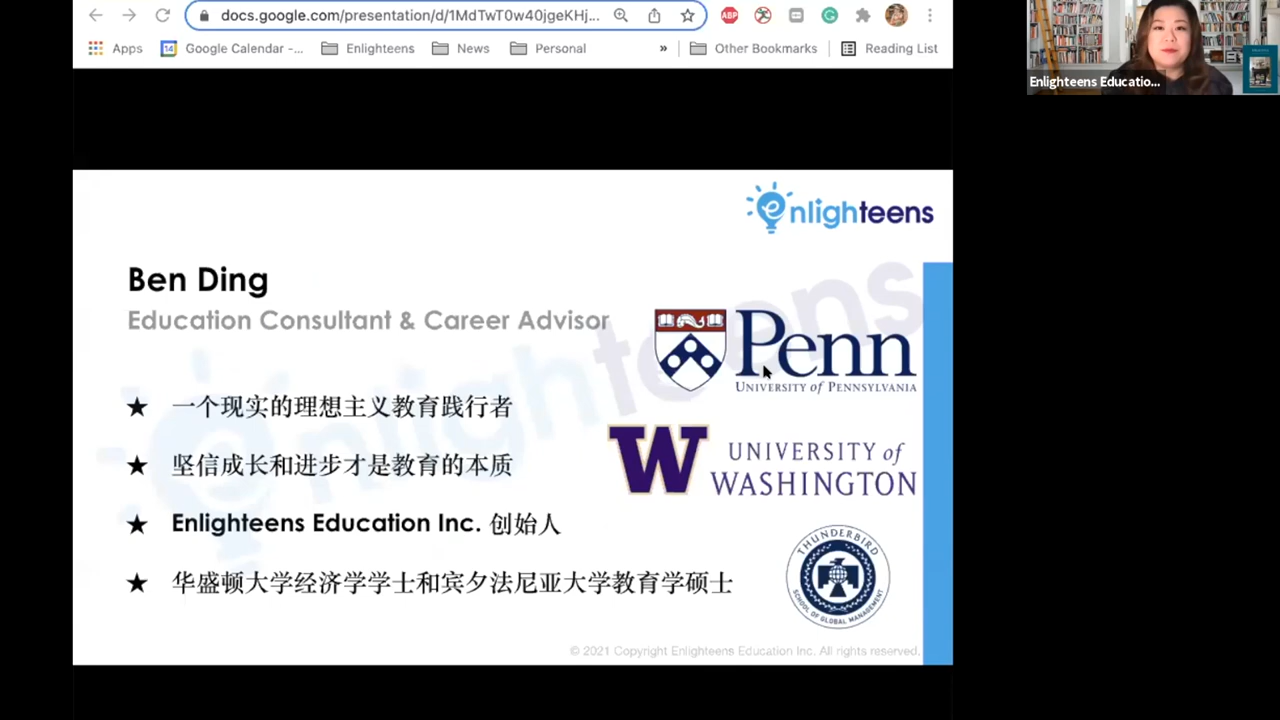 docs.google.com/presentation/d/1MdTwT0w40jgeKHj...
ABP
Apps
14
Google Calendar -...
Enlighteens
News
Personal
»
Other Bookmarks
Reading List
Enlighteens Educatio...
enlighteens
Ben Ding
Education Consultant & Career Advisor
Penn
UNIVERSITY of PENNSYLVANIA
★ 一个现实的理想主义教育践行者
W UNIVERSITY of
WASHINGTON
★ 坚信成长和进步才是教育的本质
★ Enlighteens Education Inc. 创始人
★ 华盛顿大学经济学学士和宾夕法尼亚大学教育学硕士
THUNDERBIRD
SCHOOL OF GLOBAL MANAGEMENT
enlighteens
© 2021 Copyright Enlighteens Education Inc. All rights reserved.